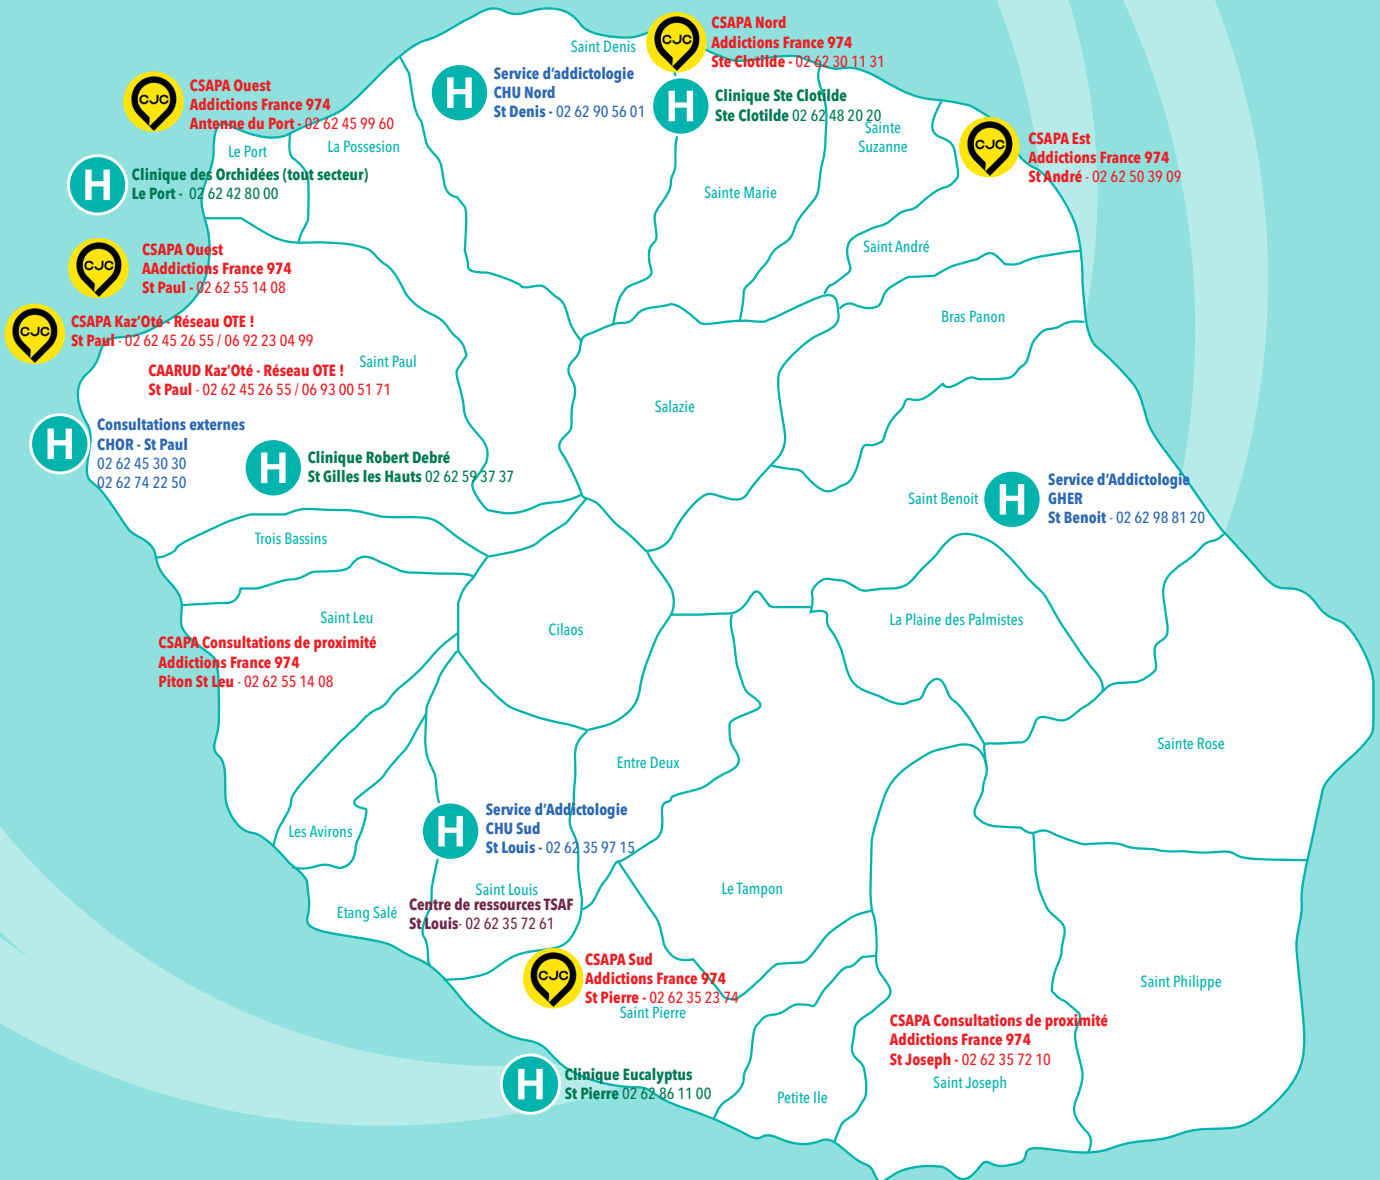 CJC
CSAPA Nord
Addictions France 974
Ste Clotilde - 02 62 30 11 31
Saint Denis
Service d'addictologie
CHU Nord
St Denis - 02 62 90 56 01
H
H
Clinique Ste Clotilde
Ste Clotilde 02 62 48 20 20
CJC
CSAPA Ouest
Addictions France 974
Antenne du Port - 02 62 45 99 60
Le Port
La Possesion
Sainte
Suzanne
CJC
CSAPA Est
Addictions France 974
St André - 02 62 50 39 09
H
Clinique des Orchidées (tout secteur)
Le Port - 02 62 42 80 00
Sainte Marie
Saint André
CJC
CSAPA Ouest
AAddictions France 974
St Paul - 02 62 55 14 08
CJC
CSAPA Kaz'Oté - Réseau OTE !
St Paul - 02 62 45 26 55 / 06 92 23 04 99
Bras Panon
Saint Paul
CAARUD Kaz'Oté - Réseau OTE !
St Paul - 02 62 45 26 55 / 06 93 00 51 71
Salazie
H
Consultations externes
CHOR - St Paul
02 62 45 30 30
02 62 74 22 50
H
Clinique Robert Debré
St Gilles les Hauts 02 62 59 37 37
Saint Benoit
H
Service d'Addictologie
GHER
St Benoit - 02 62 98 81 20
Trois Bassins
Saint Leu
Cilaos
La Plaine des Palmistes
CSAPA Consultations de proximité
Addictions France 974
Piton St Leu - 02 62 55 14 08
Sainte Rose
Entre Deux
Les Avirons
H
Service d'Addictologie
CHU Sud
St Louis - 02 62 35 97 15
Saint Louis
Le Tampon
Etang Salé
Centre de ressources TSAF
St Louis- 02 62 35 72 61
CJC
CSAPA Sud
Addictions France 974
St Pierre - 02 62 35 23 74
Saint Pierre
Saint Philippe
CSAPA Consultations de proximité
Addictions France 974
St Joseph - 02 62 35 72 10
Saint Joseph
H
Clinique Eucalyptus
St Pierre 02 62 86 11 00
Petite Ile